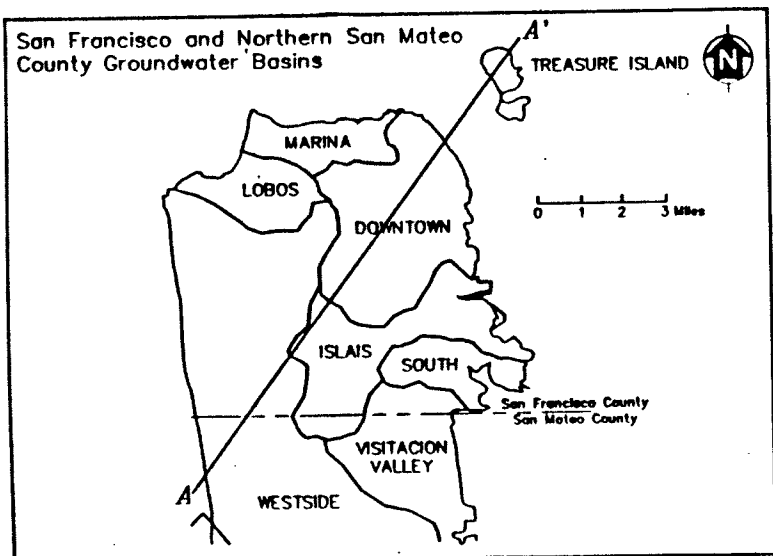 San Francisco and Northern San Mateo
County Groundwater Basins
A'
N
TREASURE ISLAND
MARINA
LOBOS
0 1 2 3 Miles
DOWNTOWN
ISLAIS
SOUTH
San Francisco County
San Mateo County
VISITACION
VALLEY
A
WESTSIDE